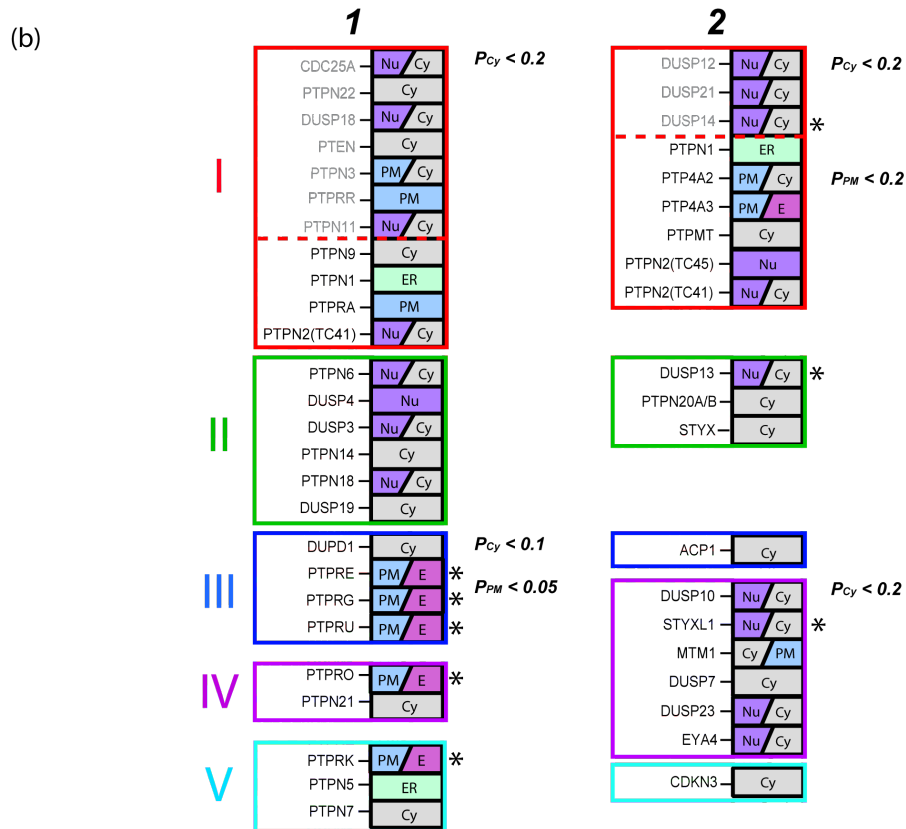 (b)
1
2
I
CDC25A Nu Cy P_Cy < 0.2
PTPN22 Cy
DUSP18 Nu Cy
PTEN Cy
PTPN3 PM Cy
PTPRR PM
PTPN11 Nu Cy
PTPN9 Cy
PTPN1 ER
PTPRA PM
PTPN2(TC41) Nu Cy
DUSP12 Nu Cy P_Cy < 0.2
DUSP21 Nu Cy
DUSP14 Nu Cy *
PTPN1 ER
PTP4A2 PM Cy P_PM < 0.2
PTP4A3 PM E
PTPMT Cy
PTPN2(TC45) Nu
PTPN2(TC41) Nu Cy
II
PTPN6 Nu Cy
DUSP4 Nu
DUSP3 Nu Cy
PTPN14 Cy
PTPN18 Nu Cy
DUSP19 Cy
DUSP13 Nu Cy *
PTPN20A/B Cy
STYX Cy
III
DUPD1 Cy P_Cy < 0.1
PTPRE PM E * P_PM < 0.05
PTPRG PM E *
PTPRU PM E *
ACP1 Cy
IV
PTPRO PM E *
PTPN21 Cy
DUSP10 Nu Cy P_Cy < 0.2
STYXL1 Nu Cy *
MTM1 Cy PM
DUSP7 Cy
DUSP23 Nu Cy
EYA4 Nu Cy
V
PTPRK PM E *
PTPN5 ER
PTPN7 Cy
CDKN3 Cy